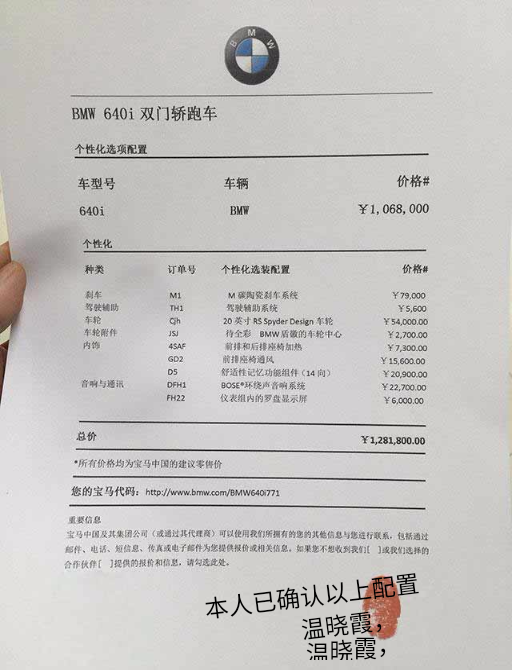 BMW
BMW 640i 双门轿跑车
个性化选项配置
车型号 车辆 价格#
640i BMW ￥1,068,000
个性化
种类 订单号 个性化选装配置 价格#
刹车 M1 M 碳陶瓷刹车系统 ￥79,000
驾驶辅助 TH1 驾驶辅助系统 ￥5,600
车轮 Cjh 20 英寸 RS Spyder Design 车轮 ￥54,000.00
车轮附件 JSJ 待全彩 BMW 盾徽的车轮中心 ￥2,700.00
内饰 4SAF 前排和后排座椅加热 ￥7,300.00
GD2 前排座椅通风 ￥15,600.00
D5 舒适性记忆功能组件（14 向） ￥20,900.00
音响与通讯 DFH1 BOSE®环绕声音响系统 ￥22,700.00
FH22 仪表组内的罗盘显示屏 ￥6,000.00
总价 ￥1,281,800.00
*所有价格均为宝马中国的建议零售价
您的宝马代码：http://www.bmw.com/BMW640i771
重要信息
宝马中国及其集团公司（或通过其代理商）可以使用我们所拥有的您的其他信息与您进行联系，包括通过
邮件、电话、短信息、传真或电子邮件为您提供报价或相关信息。如果您不想收到我们［ ］或我们选择的
合作伙伴［ ］提供的报价和信息，请勾选此处。
本人已确认以上配置
温晓霞，
温晓霞，